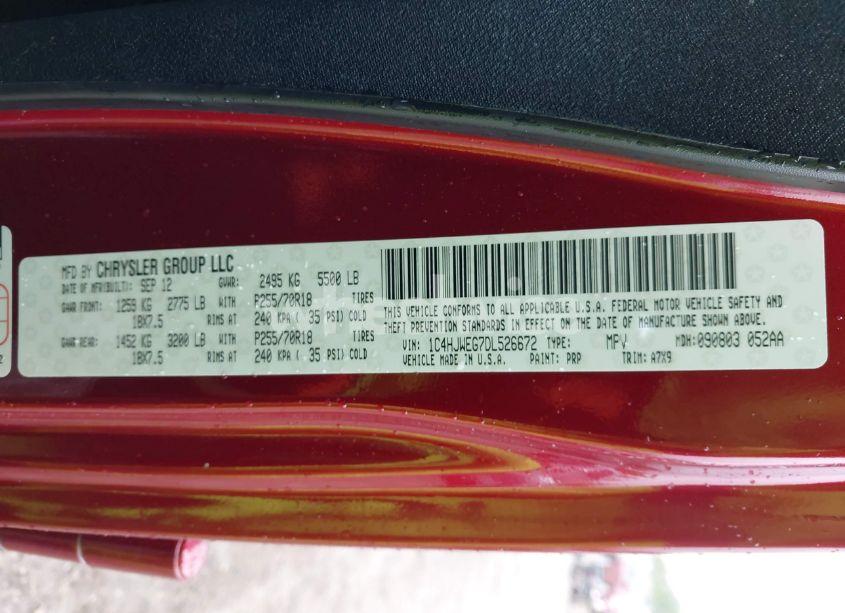 MFD BY CHRYSLER GROUP LLC
DATE OF MFR(BUILT): SEP 12 GVWR: 2495 KG 5500 LB
GAWR FRONT: 1259 KG 2775 LB WITH P255/70R18 TIRES
18X7.5 RIMS AT 240 KPA ( 35 PSI) COLD
GAWR REAR: 1452 KG 3200 LB WITH P255/70R18 TIRES
18X7.5 RIMS AT 240 KPA ( 35 PSI) COLD
THIS VEHICLE CONFORMS TO ALL APPLICABLE U.S.A. FEDERAL MOTOR VEHICLE SAFETY AND
THEFT PREVENTION STANDARDS IN EFFECT ON THE DATE OF MANUFACTURE SHOWN ABOVE.
VIN: 1C4HJWEG7DL526672 TYPE: MPV MDH: 090803 052AA
VEHICLE MADE IN U.S.A. PAINT: PRP TRIM: A7X9
2